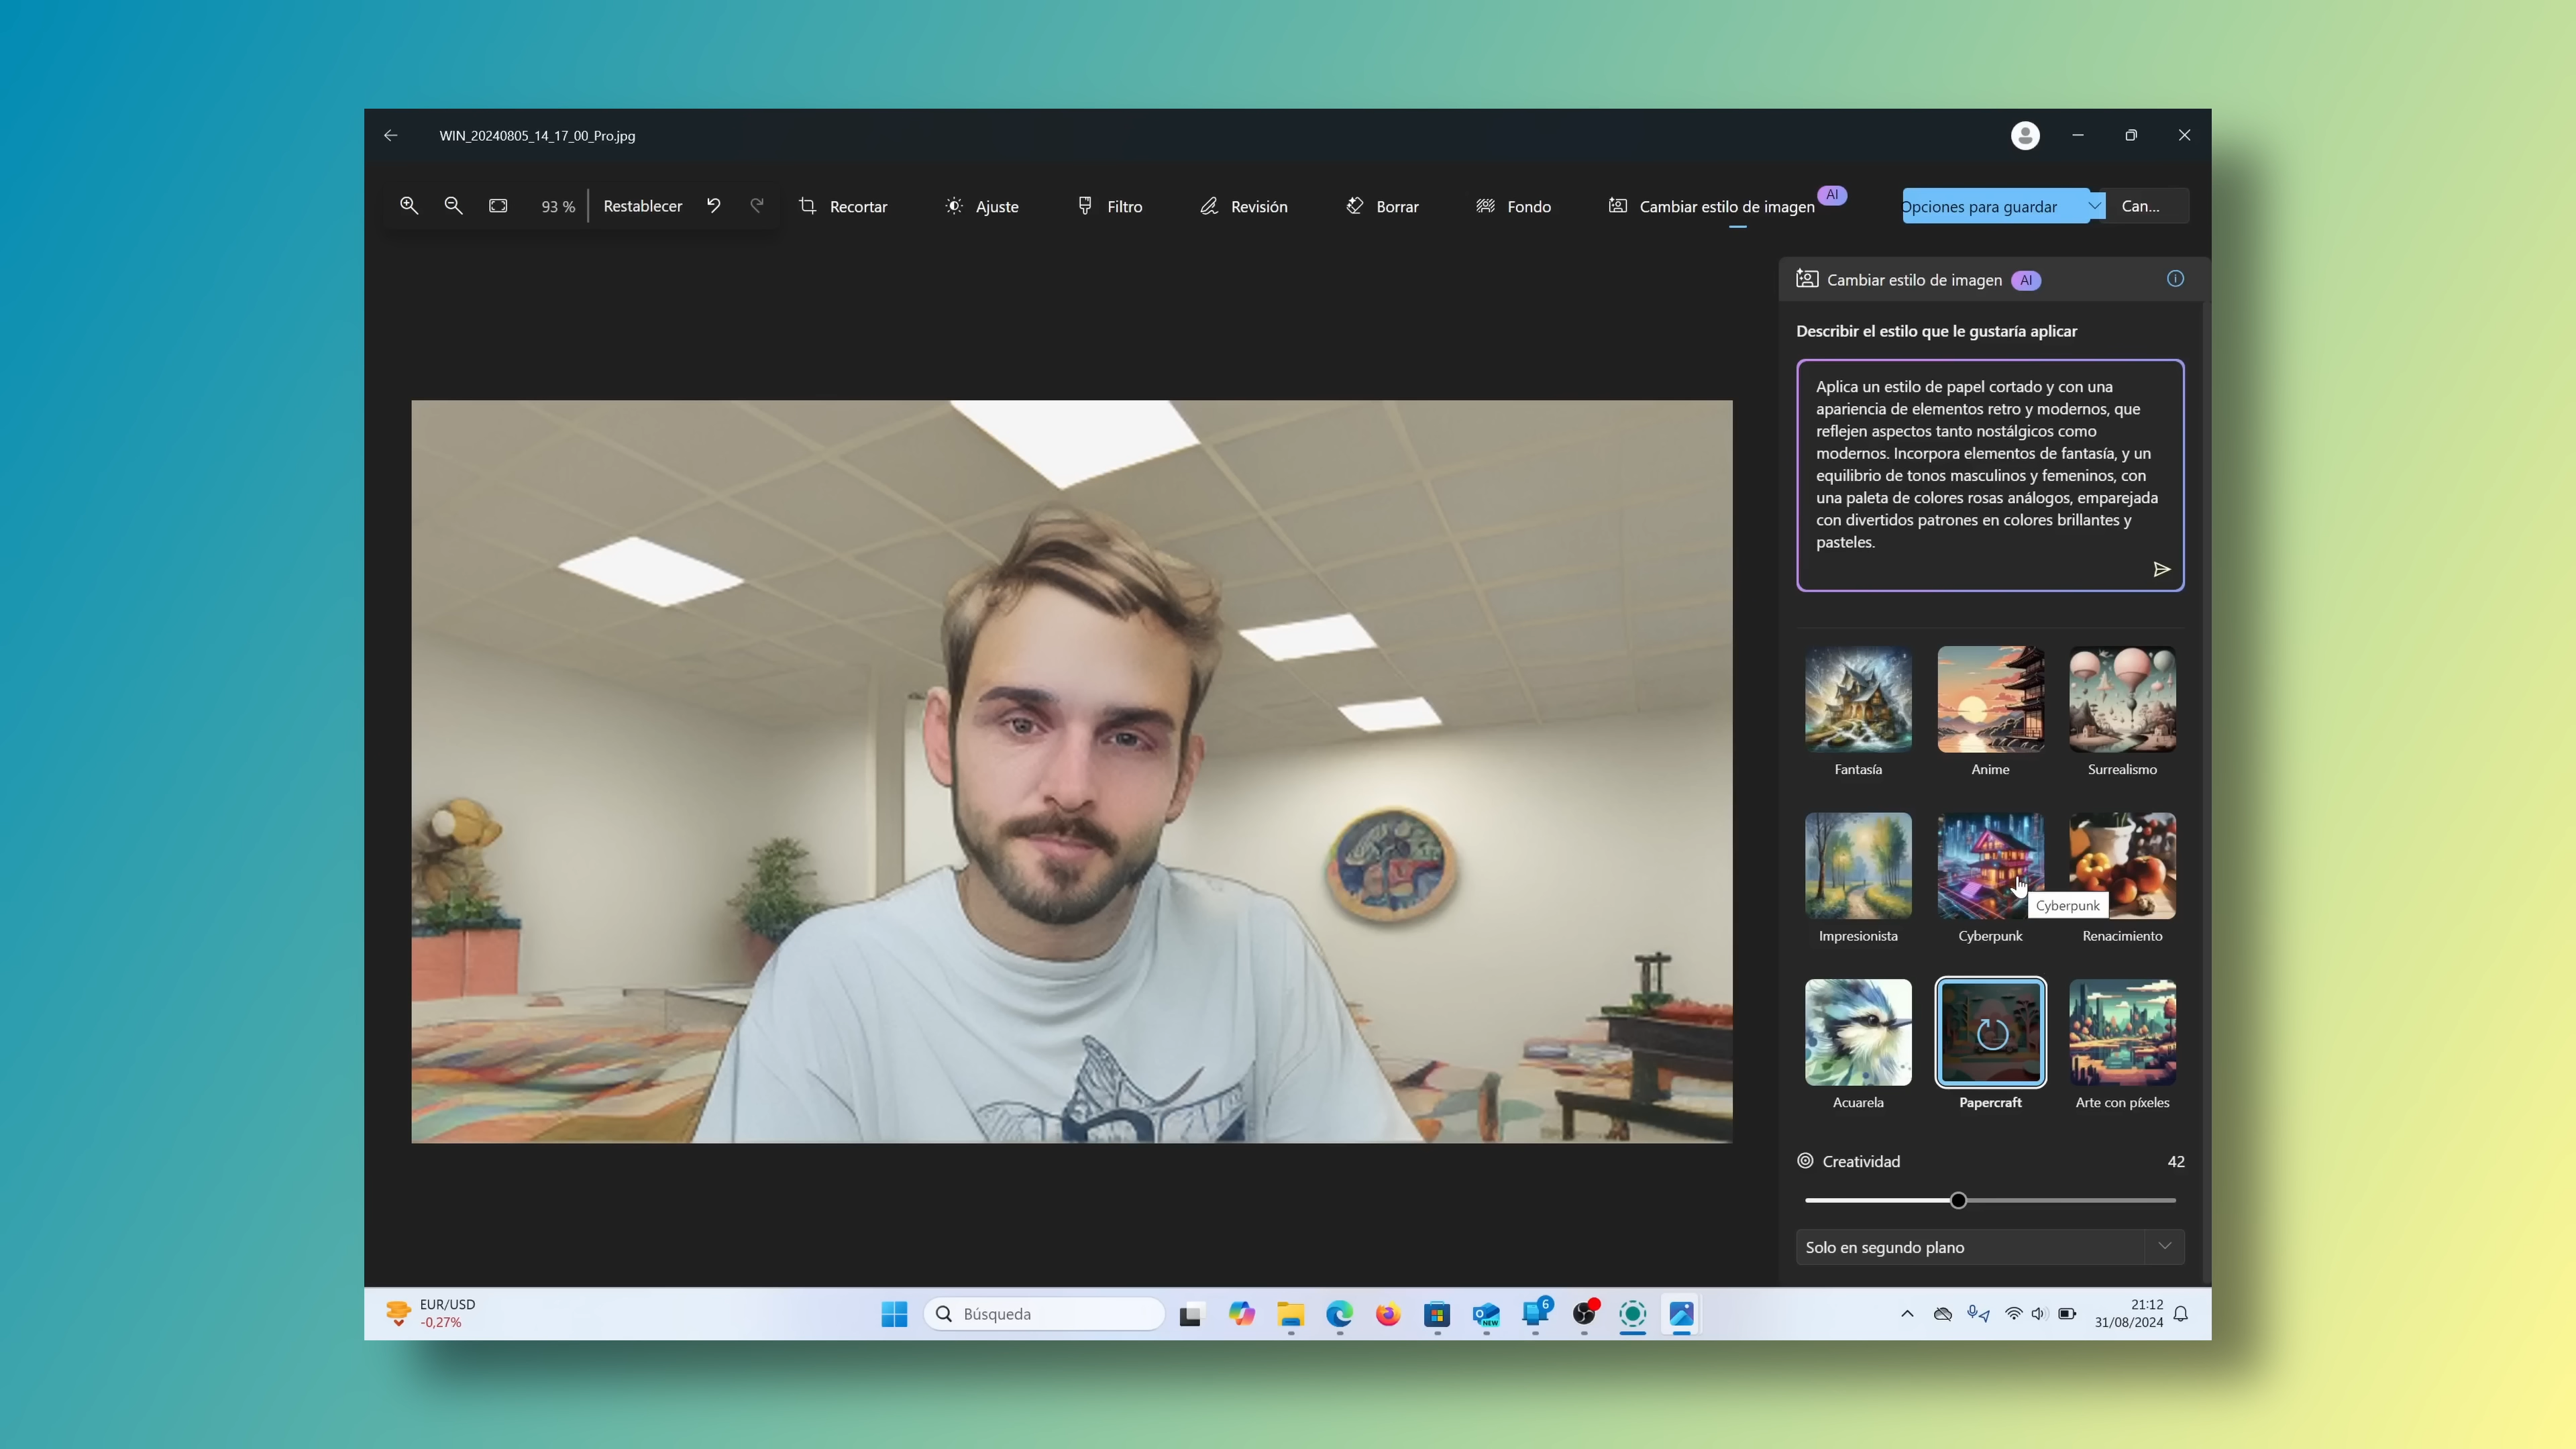 WIN_20240805_14_17_00_Pro.jpg
93 %
Restablecer
Recortar
Ajuste
Filtro
Revisión
Borrar
Fondo
Cambiar estilo de imagen
AI
Opciones para guardar
Can...
Cambiar estilo de imagen AI
Describir el estilo que le gustaría aplicar
Aplica un estilo de papel cortado y con una
apariencia de elementos retro y modernos, que
reflejen aspectos tanto nostálgicos como
modernos. Incorpora elementos de fantasía, y un
equilibrio de tonos masculinos y femeninos, con
una paleta de colores rosas análogos, emparejada
con divertidos patrones en colores brillantes y
pasteles.
Fantasía
Anime
Surrealismo
Impresionista
Cyberpunk
Renacimiento
Cyberpunk
Acuarela
Papercraft
Arte con píxeles
Creatividad
42
Solo en segundo plano
EUR/USD
-0,27%
Búsqueda
NEW
6
21:12
31/08/2024